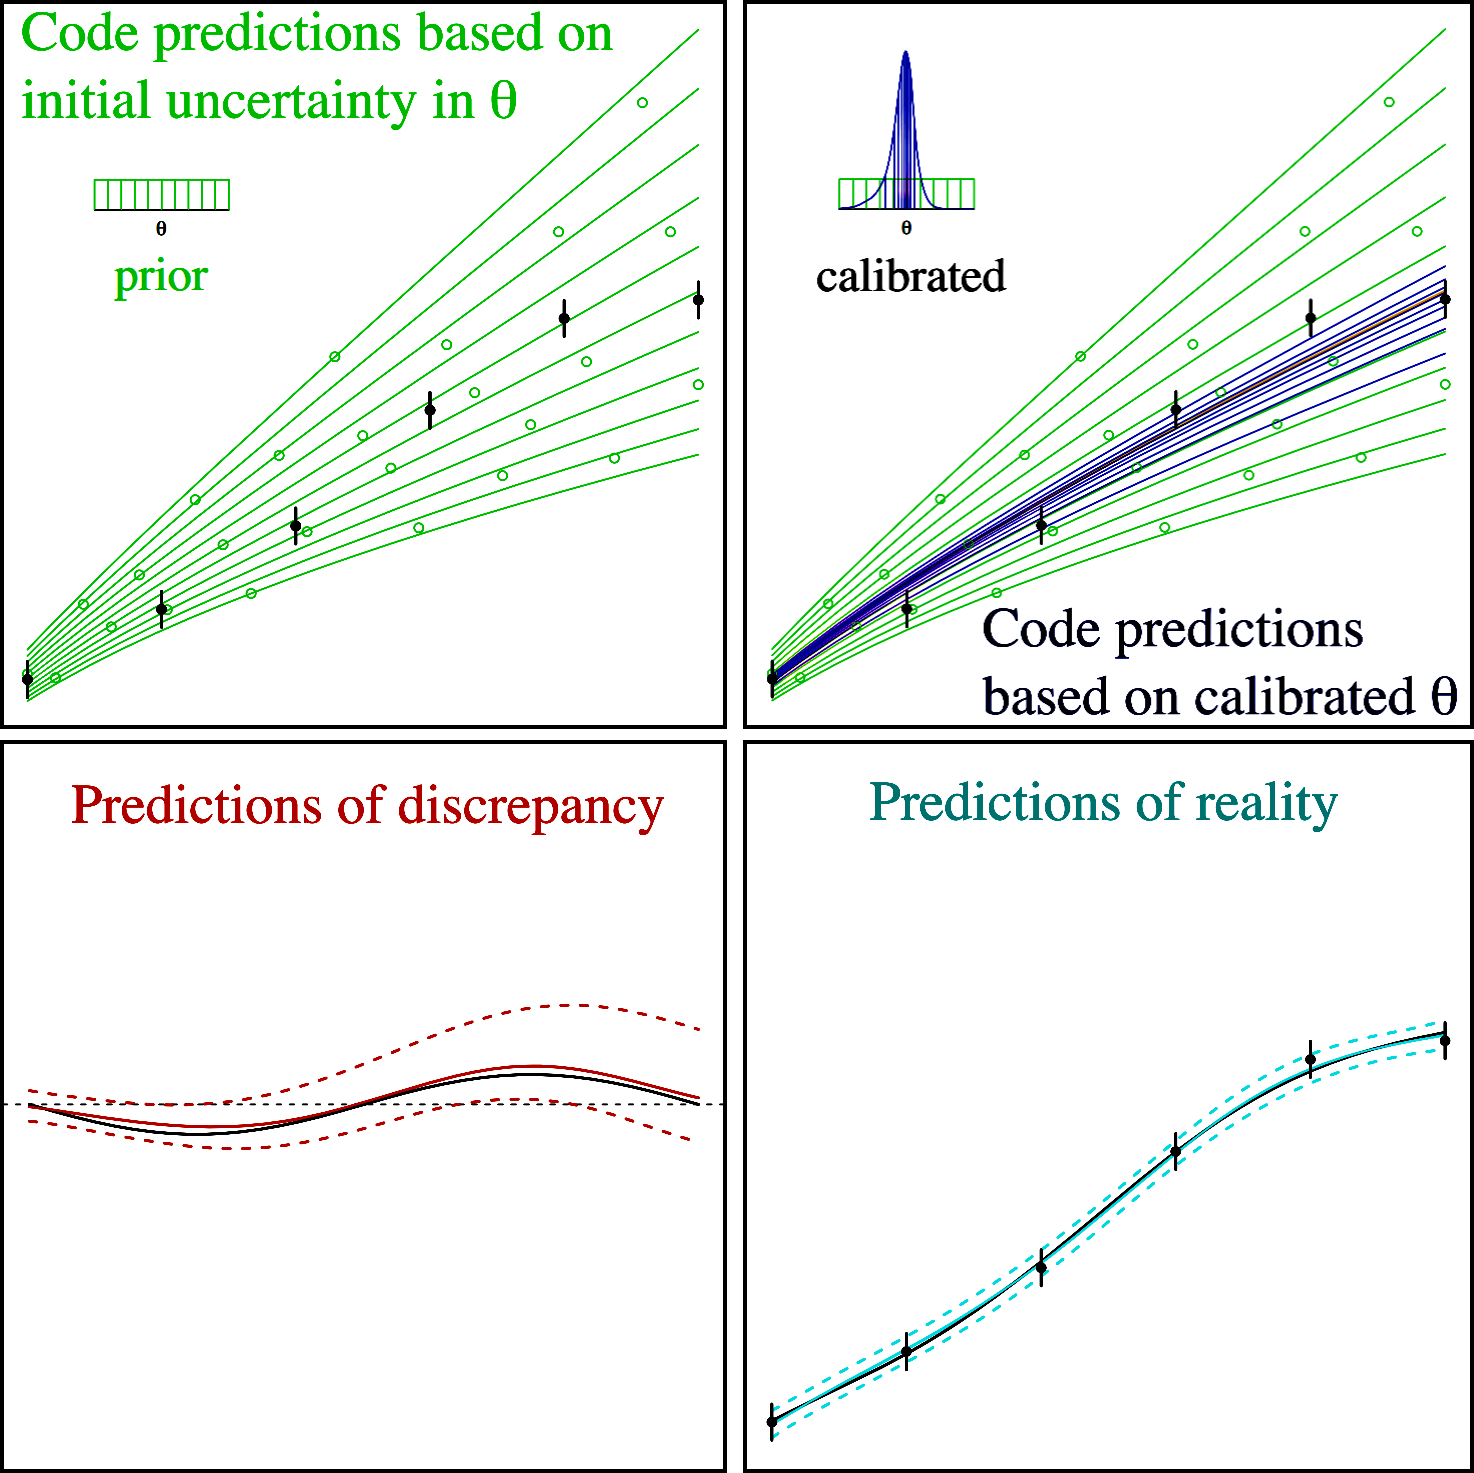 Code predictions based on
initial uncertainty in θ
θ
prior
θ
calibrated
Code predictions
based on calibrated θ
Predictions of discrepancy
Predictions of reality